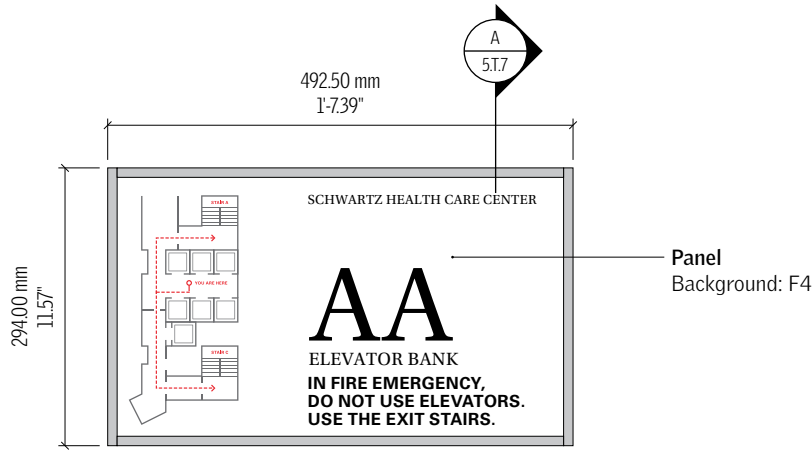 A
5.T.7
492.50 mm
1'-7.39"
294.00 mm
11.57"
SCHWARTZ HEALTH CARE CENTER
STAIR A
YOU ARE HERE
STAIR C
AA
ELEVATOR BANK
IN FIRE EMERGENCY,
DO NOT USE ELEVATORS.
USE THE EXIT STAIRS.
Panel
Background: F4